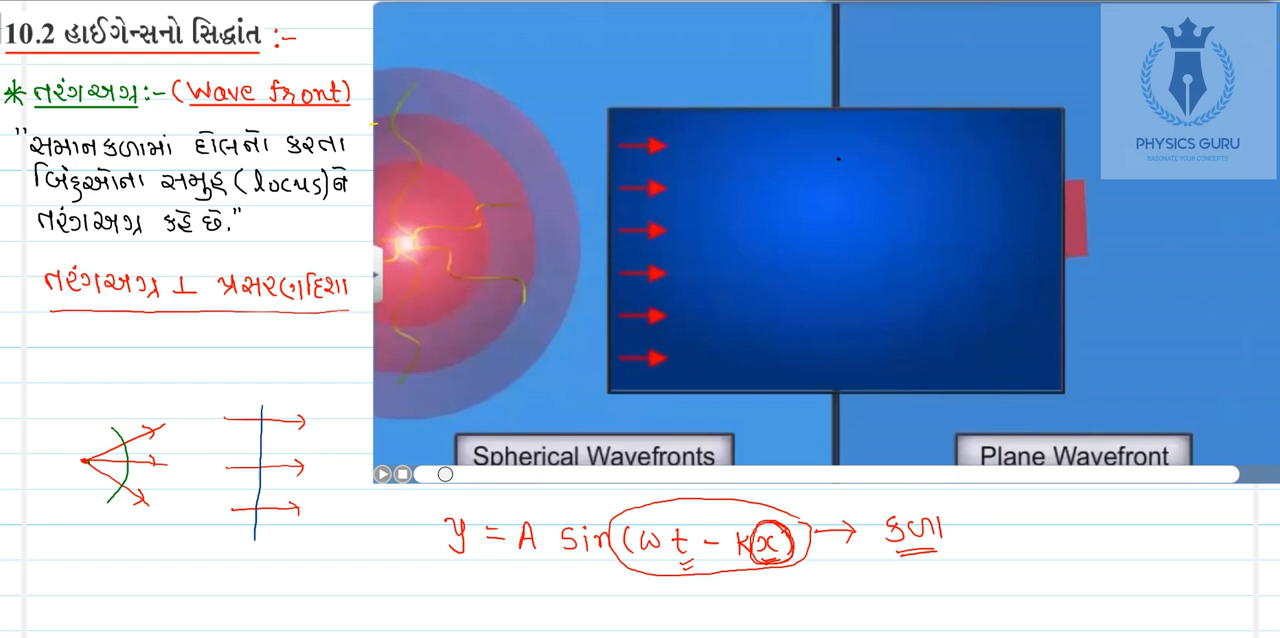 10.2 હાઈગેન્સનો સિદ્ધાંત :-
* તરંગઅગ્ર :- (Wave front)
"સમાન કળામાં દોલનો કરતા
બિંદુઓના સમુહ (locus) ને
તરંગઅગ્ર કહે છે."
તરંગઅગ્ર ⊥ પ્રસરણદિશા
PHYSICS GURU
RASONATE YOUR CONCEPTS
Spherical Wavefronts
Plane Wavefront
y = A sin(ωt - kx) → કળા